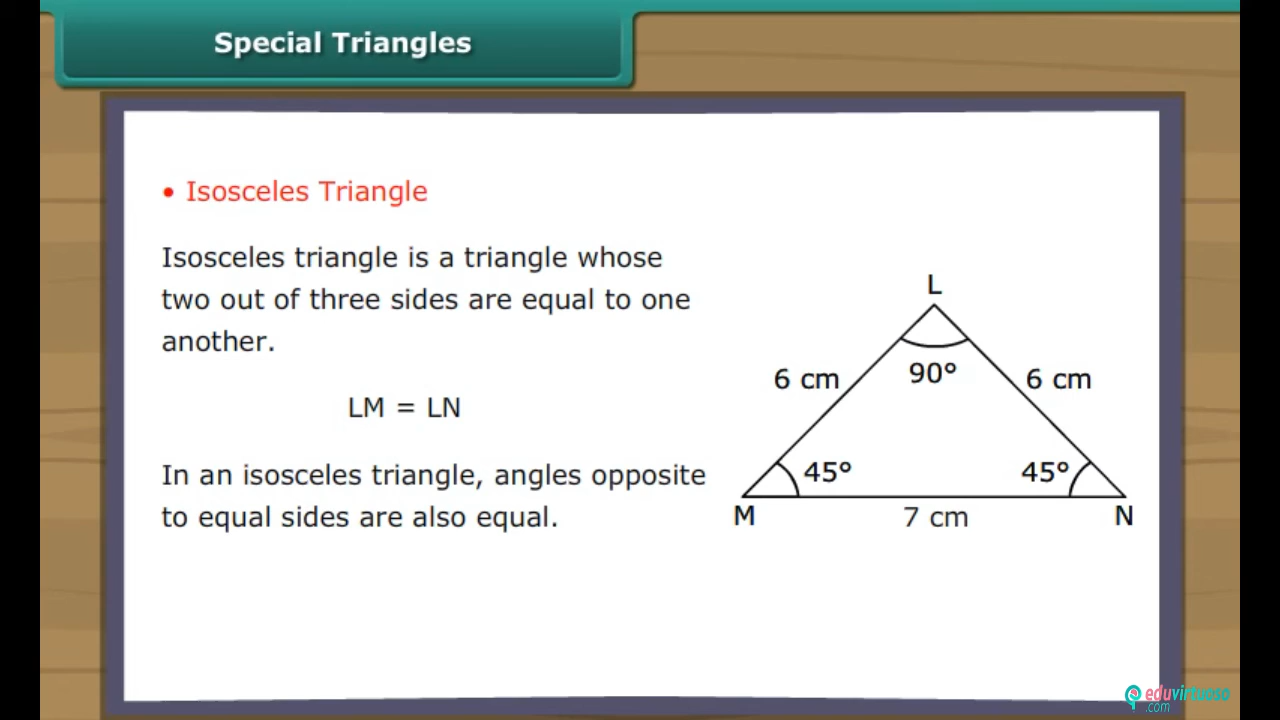 Special Triangles
• Isosceles Triangle
Isosceles triangle is a triangle whose
two out of three sides are equal to one
another.
LM = LN
In an isosceles triangle, angles opposite
to equal sides are also equal.
L
6 cm
90°
6 cm
45°
45°
M
7 cm
N
eduvirtuoso
.com